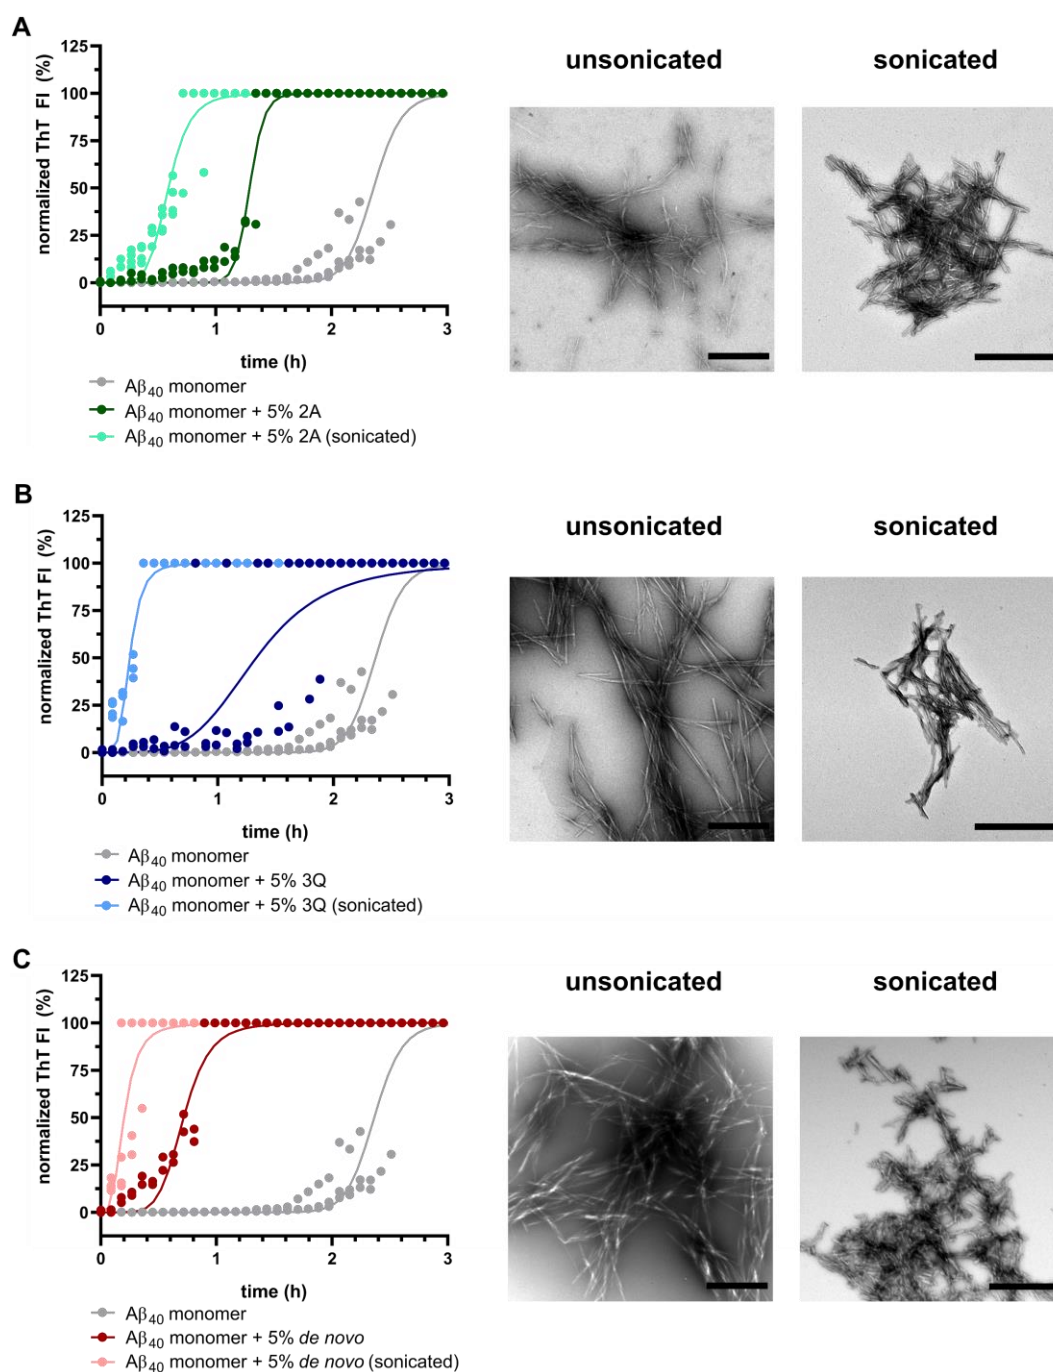 A
unsonicated
sonicated
normalized ThT FI (%)
125
100
75
50
25
0
0
1
2
3
time (h)
Aβ40 monomer
Aβ40 monomer + 5% 2A
Aβ40 monomer + 5% 2A (sonicated)
B
unsonicated
sonicated
normalized ThT FI (%)
125
100
75
50
25
0
0
1
2
3
time (h)
Aβ40 monomer
Aβ40 monomer + 5% 3Q
Aβ40 monomer + 5% 3Q (sonicated)
C
unsonicated
sonicated
normalized ThT FI (%)
125
100
75
50
25
0
0
1
2
3
time (h)
Aβ40 monomer
Aβ40 monomer + 5% de novo
Aβ40 monomer + 5% de novo (sonicated)